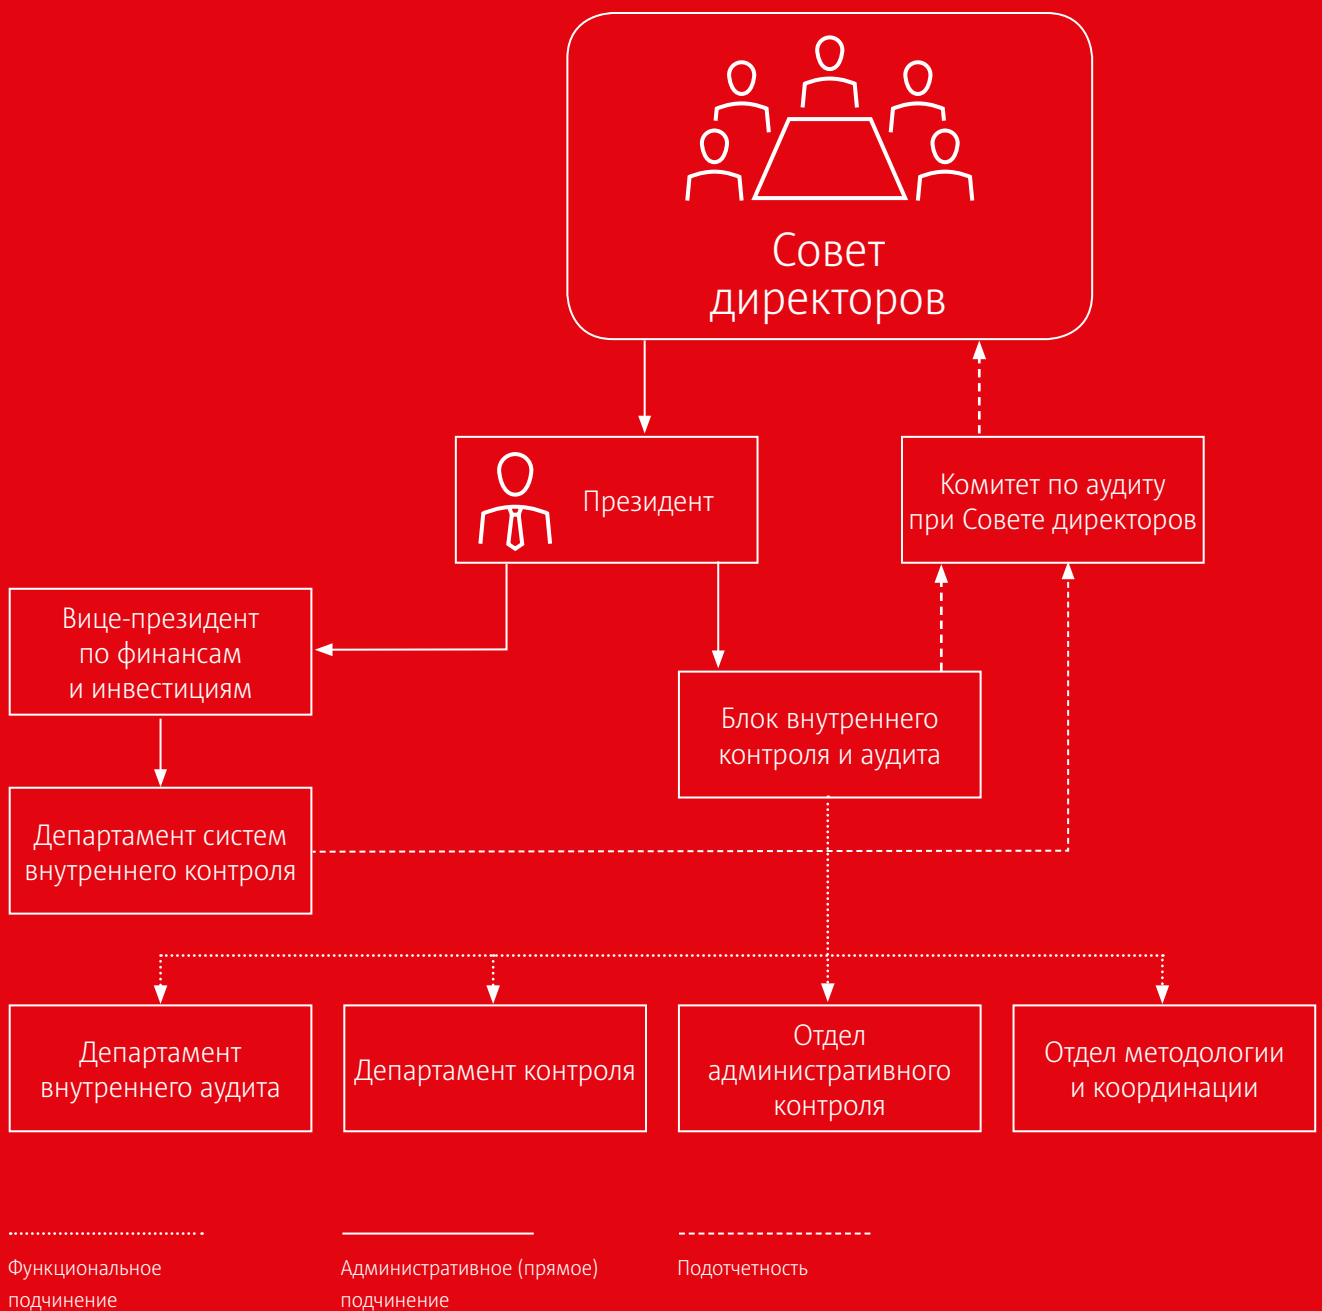 Совет
директоров
Президент
Комитет по аудиту
при Совете директоров
Вице-президент
по финансам
и инвестициям
Блок внутреннего
контроля и аудита
Департамент систем
внутреннего контроля
Департамент
внутреннего аудита
Департамент контроля
Отдел
административного
контроля
Отдел методологии
и координации
Функциональное
подчинение
Административное (прямое)
подчинение
Подотчетность